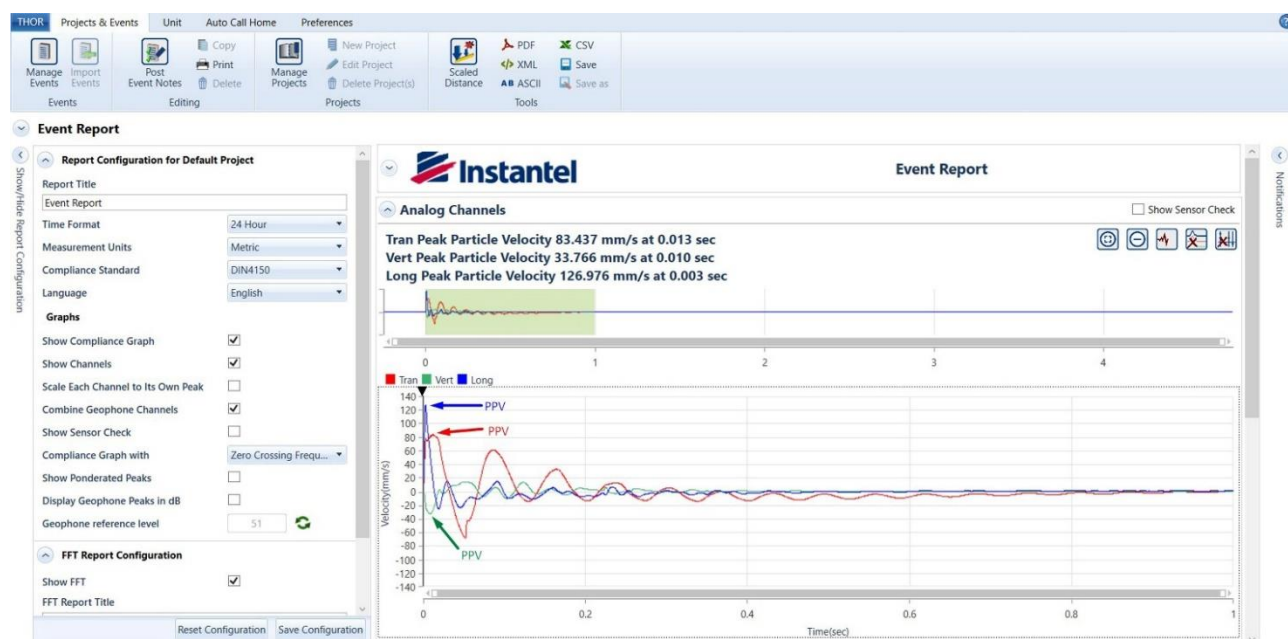 THOR Projects & Events Unit Auto Call Home Preferences
Manage Events
Import Events
Events
Post Event Notes
Copy
Print
Delete
Editing
Manage Projects
New Project
Edit Project
Delete Project(s)
Projects
Scaled Distance
PDF
XML
AB ASCII
CSV
Save
Save as
Tools
Event Report
Show/Hide Report Configuration
Report Configuration for Default Project
Report Title
Event Report
Time Format 24 Hour
Measurement Units Metric
Compliance Standard DIN4150
Language English
Graphs
Show Compliance Graph
Show Channels
Scale Each Channel to Its Own Peak
Combine Geophone Channels
Show Sensor Check
Compliance Graph with Zero Crossing Frequ...
Show Ponderated Peaks
Display Geophone Peaks in dB
Geophone reference level 51
FFT Report Configuration
Show FFT
FFT Report Title
Reset Configuration Save Configuration
Instantel Event Report
Analog Channels Show Sensor Check
Tran Peak Particle Velocity 83.437 mm/s at 0.013 sec
Vert Peak Particle Velocity 33.766 mm/s at 0.010 sec
Long Peak Particle Velocity 126.976 mm/s at 0.003 sec
0 1 2 3 4
Tran Vert Long
140
120
100
80
60
40
20
0
-20
-40
-60
-80
-100
-120
-140
Velocity(mm/s)
PPV
PPV
PPV
0 0.2 0.4 0.6 0.8 1
Time(sec)
Notifications